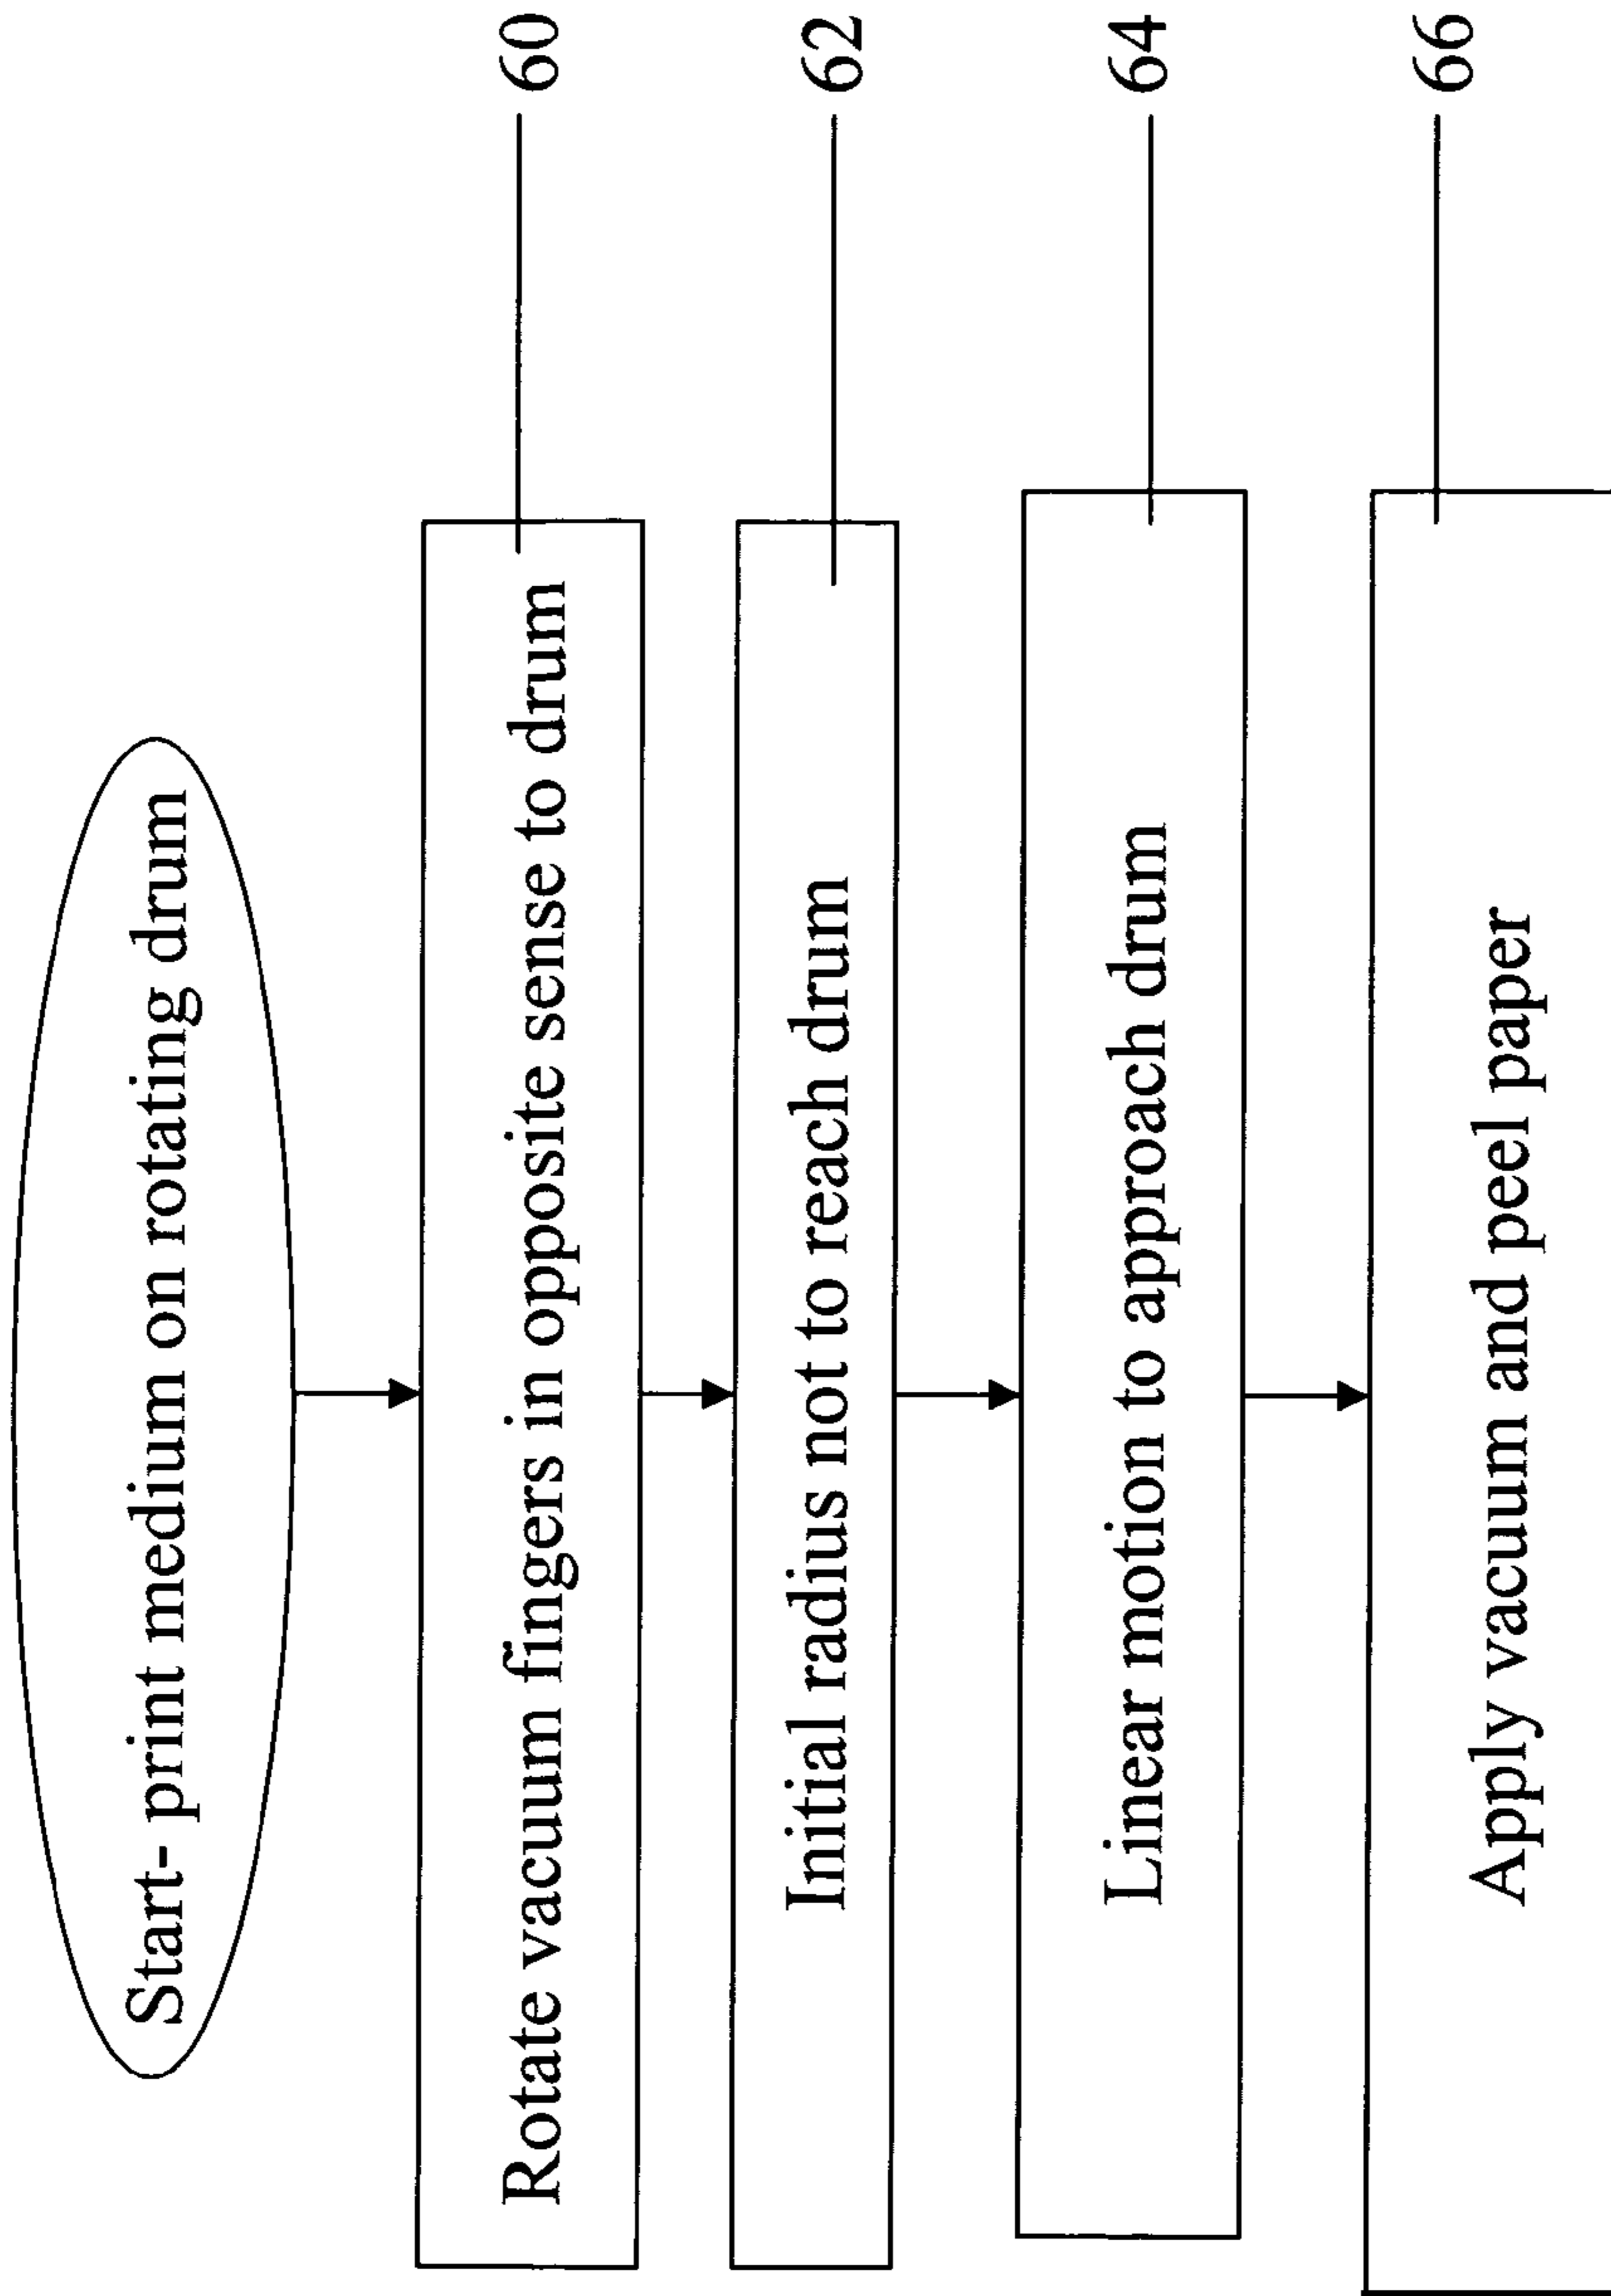 Start- print medium on rotating drum
Rotate vacuum fingers in opposite sense to drum
60
Initial radius not to reach drum
62
Linear motion to approach drum
64
Apply vacuum and peel paper
66